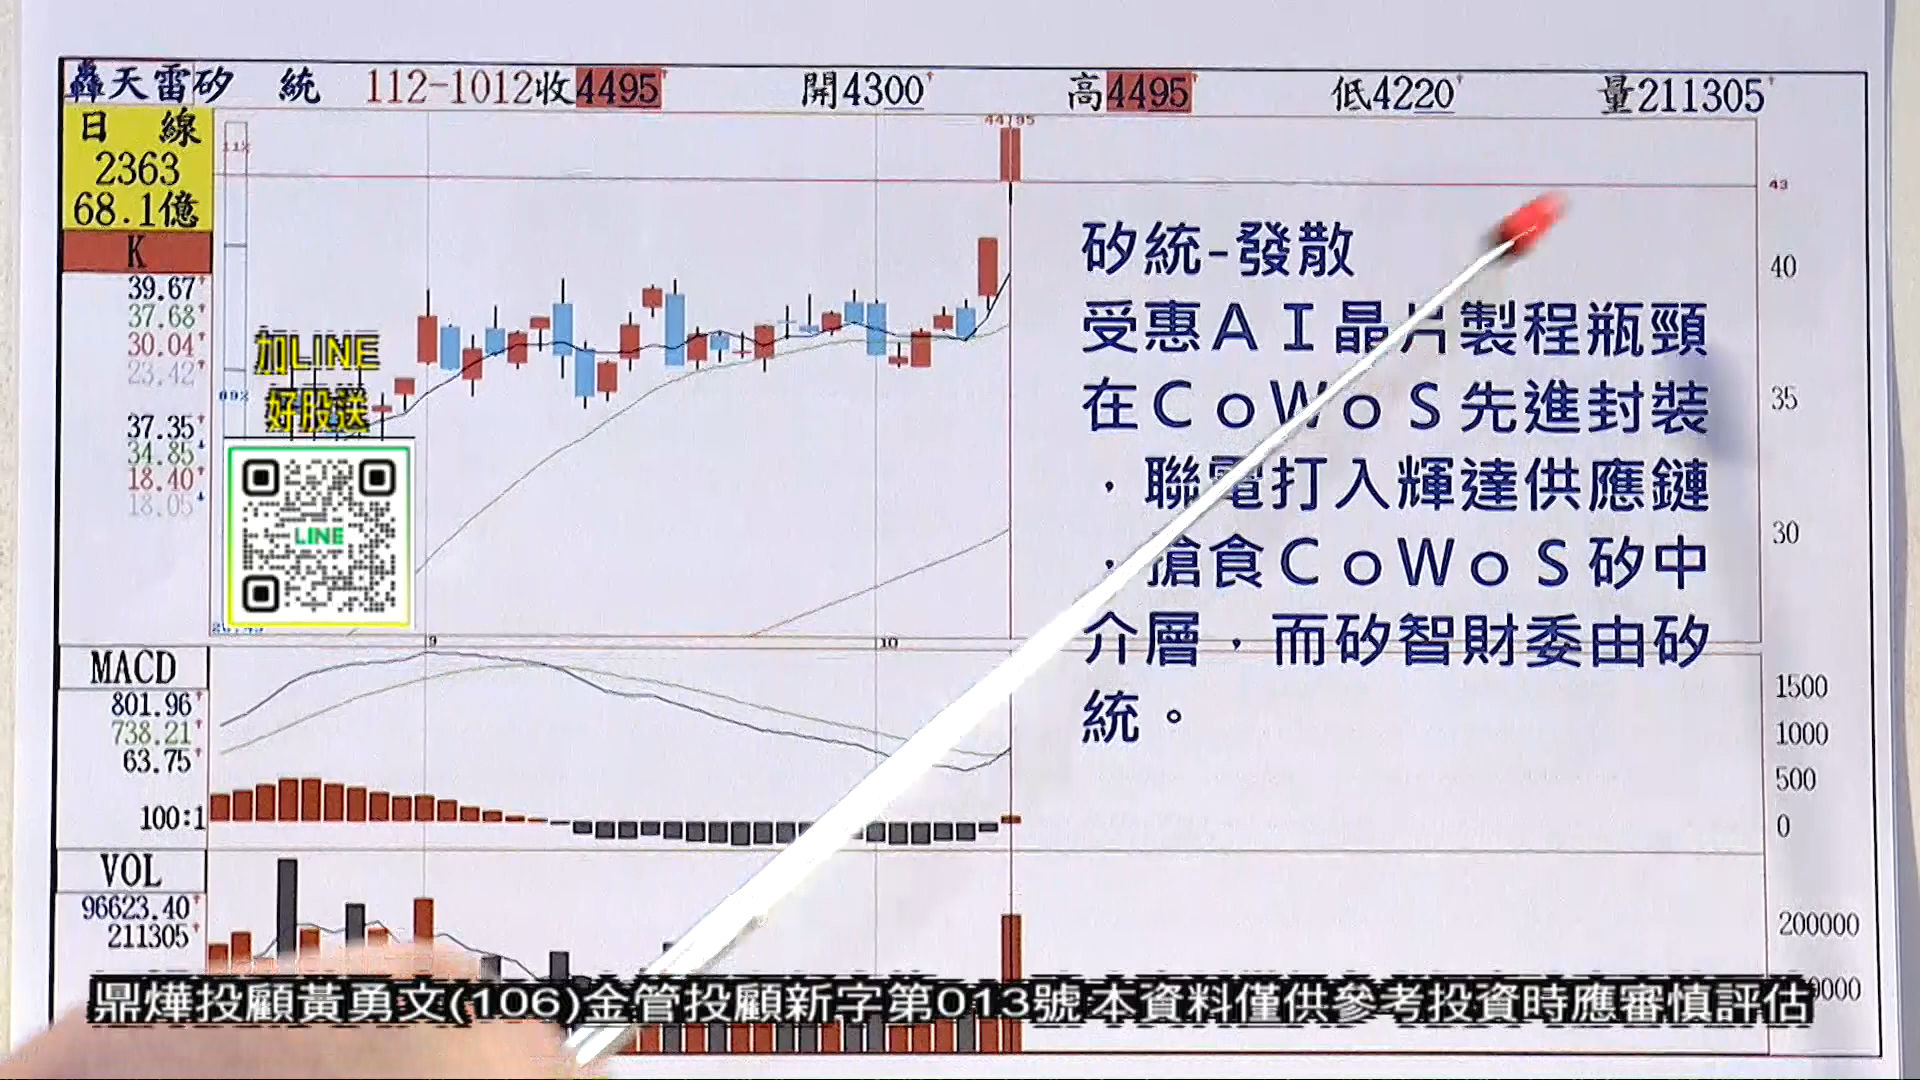 轟天雷矽 統 112-1012收4495 開4300 高4495 低4220 量211305
日 線
2363
68.1億
K
39.67
37.68
30.04
23.42
37.35
34.85
18.40
18.05
加LINE
好股送
LINE
4495
43
40
35
30
9
10
矽統-發散
受惠ＡＩ晶片製程瓶頸
在ＣｏＷｏＳ先進封裝
，聯電打入輝達供應鏈
，搶食ＣｏＷｏＳ矽中
介層，而矽智財委由矽
統。
MACD
801.96
738.21
63.75
100:1
1500
1000
500
0
VOL
96623.40
211305
200000
鼎燁投顧黃勇文(106)金管投顧新字第013號本資料僅供參考投資時應審慎評估